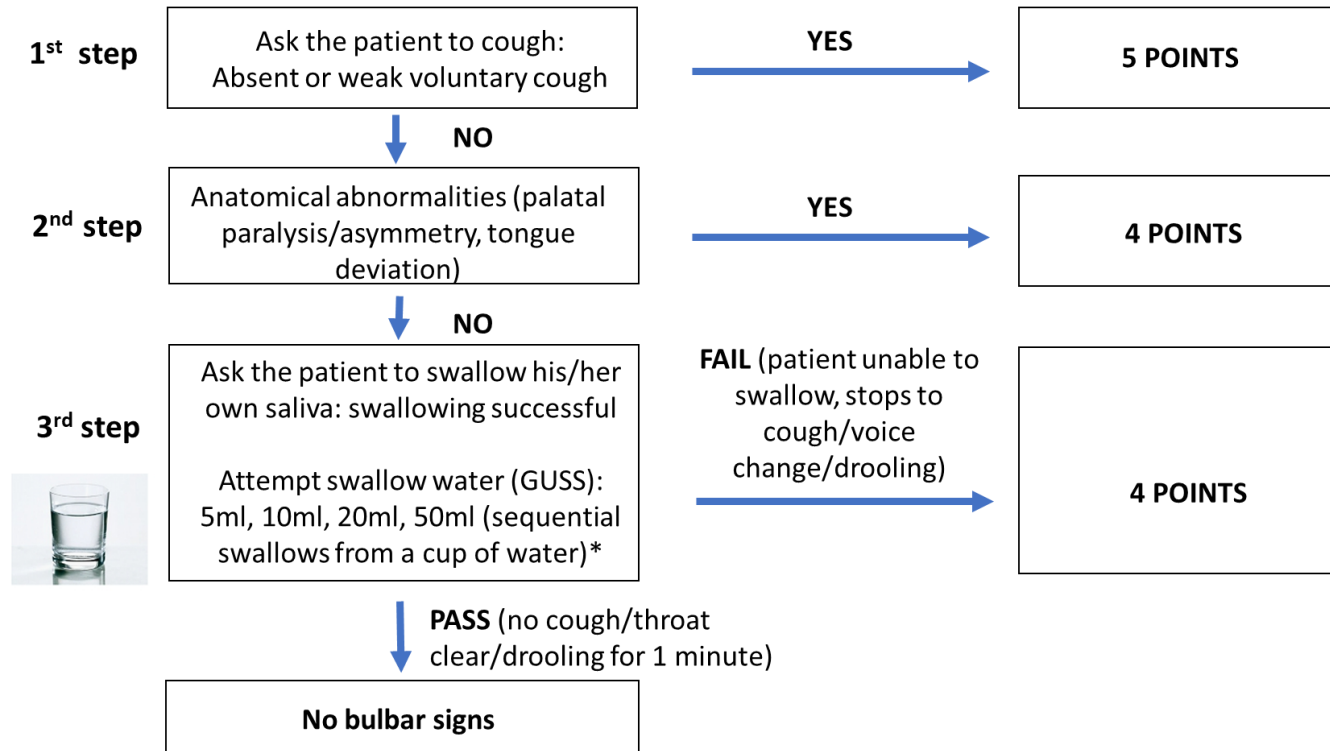 1st step
Ask the patient to cough:
Absent or weak voluntary cough
YES
5 POINTS
NO
2nd step
Anatomical abnormalities (palatal
paralysis/asymmetry, tongue
deviation)
YES
4 POINTS
NO
3rd step
Ask the patient to swallow his/her
own saliva: swallowing successful
Attempt swallow water (GUSS):
5ml, 10ml, 20ml, 50ml (sequential
swallows from a cup of water)*
FAIL (patient unable to
swallow, stops to
cough/voice
change/drooling)
4 POINTS
PASS (no cough/throat
clear/drooling for 1 minute)
No bulbar signs